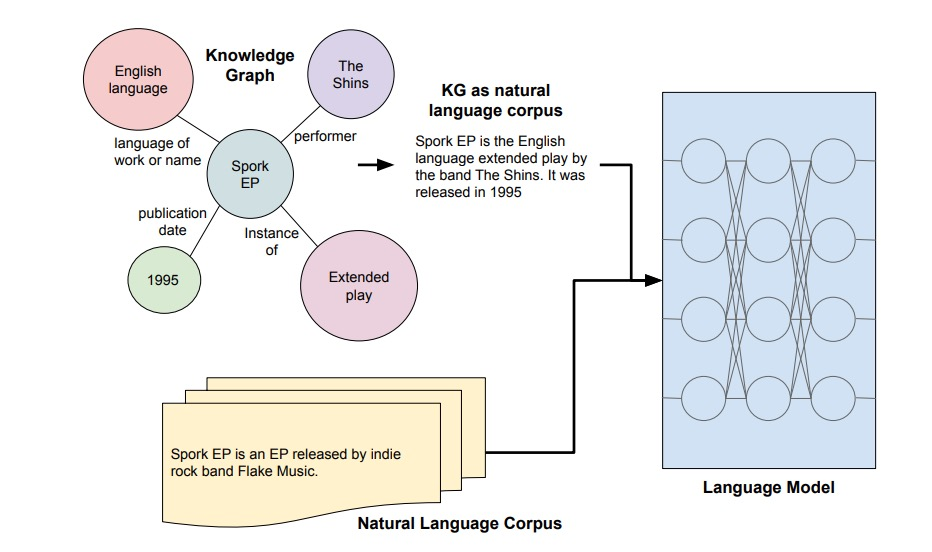 Knowledge
Graph
English
language
The
Shins
language of
work or name
performer
Spork
EP
publication
date
Instance
of
1995
Extended
play
KG as natural
language corpus
Spork EP is the English
language extended play by
the band The Shins. It was
released in 1995
Spork EP is an EP released by indie
rock band Flake Music.
Natural Language Corpus
Language Model